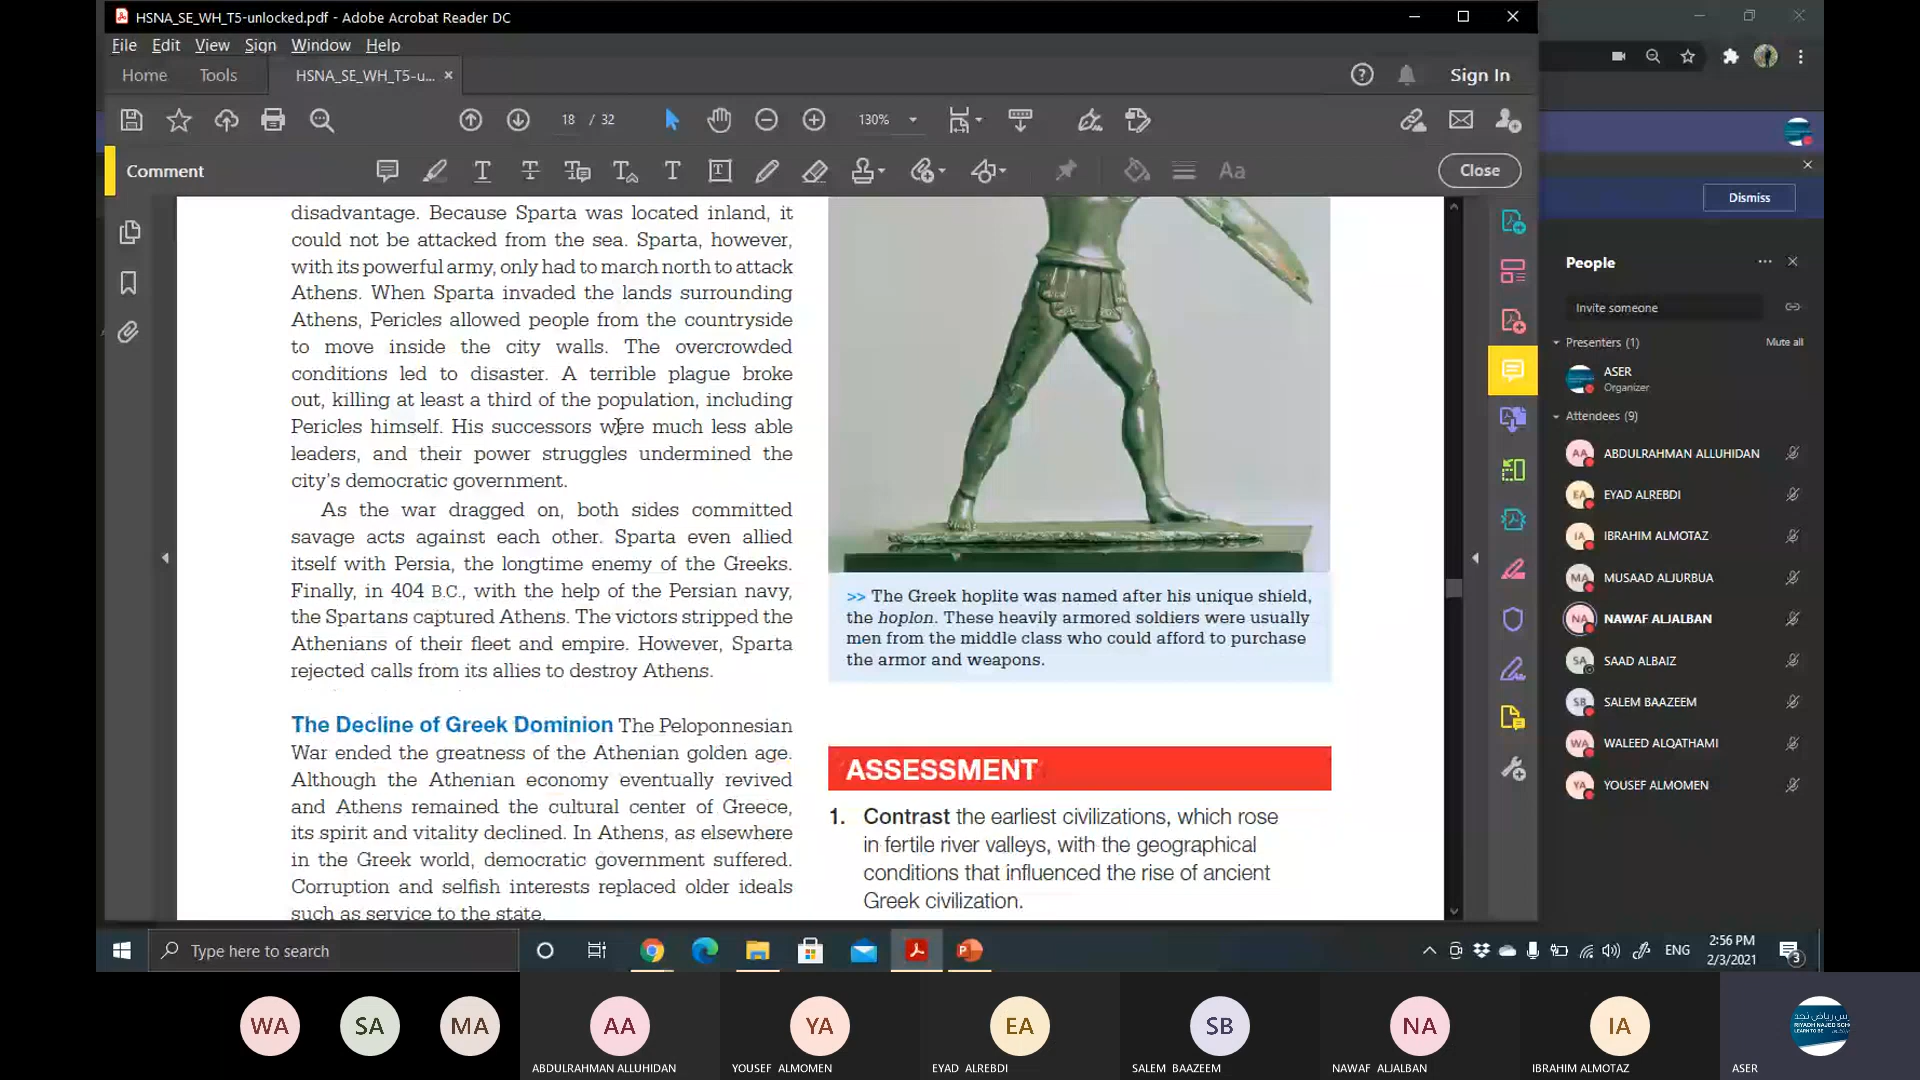 HSNA_SE_WH_T5-unlocked.pdf - Adobe Acrobat Reader DC
File Edit View Sign Window Help
Home Tools HSNA_SE_WH_T5-u... ×
Sign In
18 / 32
130%
Comment
Close
Aa
Dismiss
disadvantage. Because Sparta was located inland, it
could not be attacked from the sea. Sparta, however,
with its powerful army, only had to march north to attack
Athens. When Sparta invaded the lands surrounding
Athens, Pericles allowed people from the countryside
to move inside the city walls. The overcrowded
conditions led to disaster. A terrible plague broke
out, killing at least a third of the population, including
Pericles himself. His successors were much less able
leaders, and their power struggles undermined the
city's democratic government.
As the war dragged on, both sides committed
savage acts against each other. Sparta even allied
itself with Persia, the longtime enemy of the Greeks.
Finally, in 404 B.C., with the help of the Persian navy,
the Spartans captured Athens. The victors stripped the
Athenians of their fleet and empire. However, Sparta
rejected calls from its allies to destroy Athens.
The Decline of Greek Dominion The Peloponnesian
War ended the greatness of the Athenian golden age.
Although the Athenian economy eventually revived
and Athens remained the cultural center of Greece,
its spirit and vitality declined. In Athens, as elsewhere
in the Greek world, democratic government suffered.
Corruption and selfish interests replaced older ideals
such as service to the state.
>> The Greek hoplite was named after his unique shield,
the hoplon. These heavily armored soldiers were usually
men from the middle class who could afford to purchase
the armor and weapons.
ASSESSMENT
1. Contrast the earliest civilizations, which rose
in fertile river valleys, with the geographical
conditions that influenced the rise of ancient
Greek civilization.
People
Invite someone
Presenters (1) Mute all
ASER
Organizer
Attendees (9)
AA ABDULRAHMAN ALLUHIDAN
EA EYAD ALREBDI
IA IBRAHIM ALMOTAZ
MA MUSAAD ALJURBUA
NA NAWAF ALJALBAN
SA SAAD ALBAIZ
SB SALEM BAAZEEM
WA WALEED ALQATHAMI
YA YOUSEF ALMOMEN
Type here to search
ENG
2:56 PM
2/3/2021
3
WA SA MA AA YA EA SB NA IA
ABDULRAHMAN ALLUHIDAN YOUSEF ALMOMEN EYAD ALREBDI SALEM BAAZEEM NAWAF ALJALBAN IBRAHIM ALMOTAZ ASER